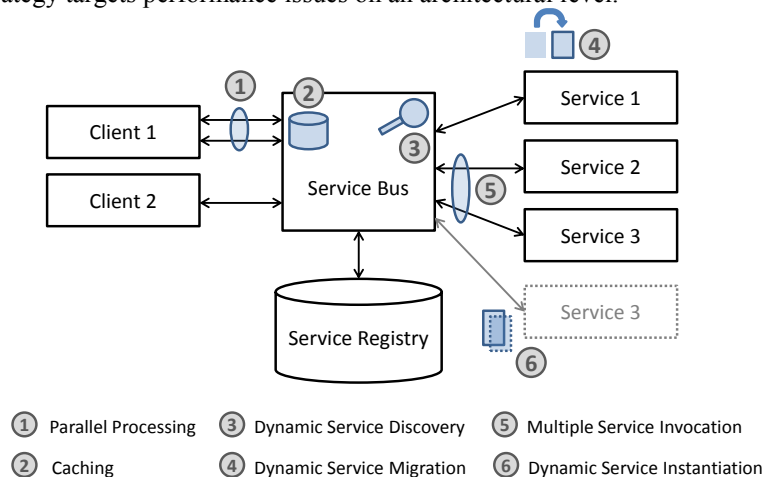 ategy targets performance issues on an architectural level.
1
2
4
Client 1
Service 1
3
Service 2
Client 2
Service Bus
5
Service 3
Service 3
Service Registry
6
1 Parallel Processing 3 Dynamic Service Discovery 5 Multiple Service Invocation
2 Caching 4 Dynamic Service Migration 6 Dynamic Service Instantiation